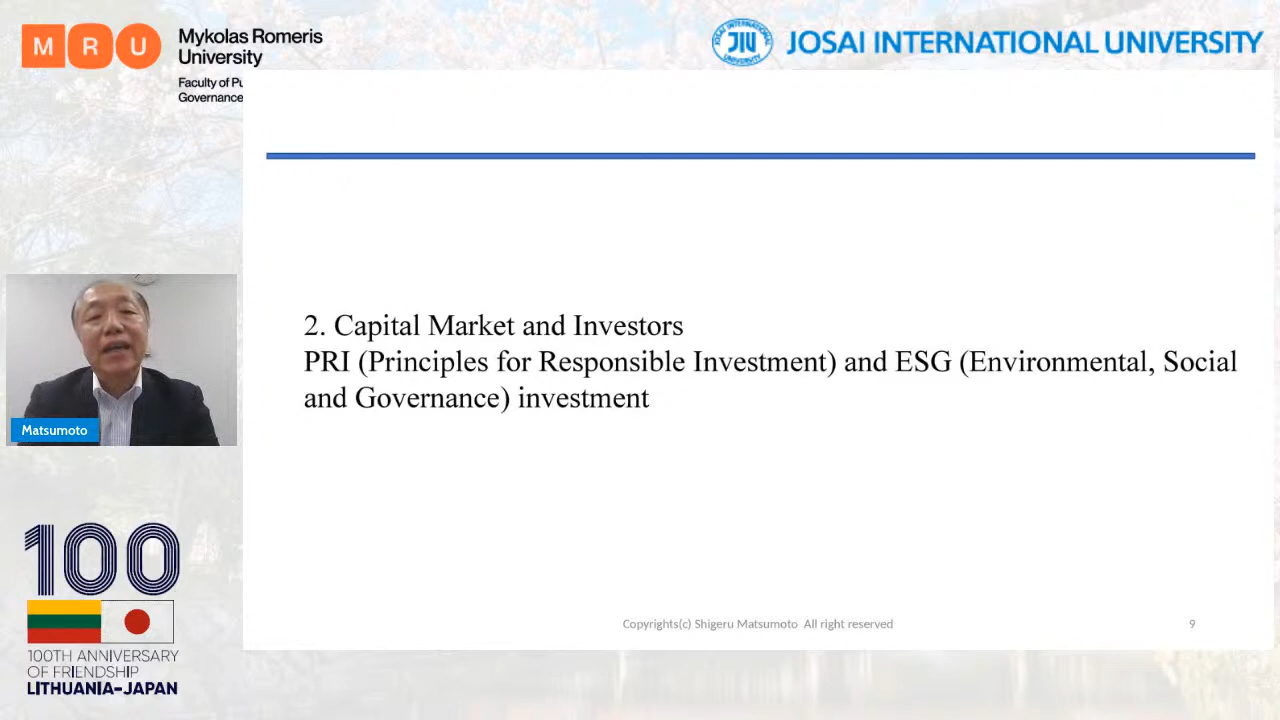 MRU
Mykolas Romeris
University
Faculty of Pu
Governance
JIU
JOSAI INTERNATIONAL UNIVERSITY
2. Capital Market and Investors
PRI (Principles for Responsible Investment) and ESG (Environmental, Social
and Governance) investment
Matsumoto
100
100TH ANNIVERSARY
OF FRIENDSHIP
LITHUANIA–JAPAN
Copyrights(c) Shigeru Matsumoto All right reserved
9